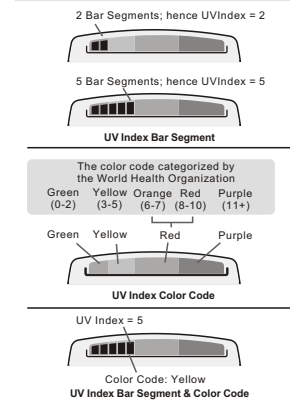 2 Bar Segments; hence UVIndex = 2
5 Bar Segments; hence UVIndex = 5
UV Index Bar Segment
The color code categorized by
the World Health Organization
Green Yellow Orange Red Purple
(0-2) (3-5) (6-7) (8-10) (11+)
Green Yellow Red Purple
UV Index Color Code
UV Index = 5
Color Code: Yellow
UV Index Bar Segment & Color Code